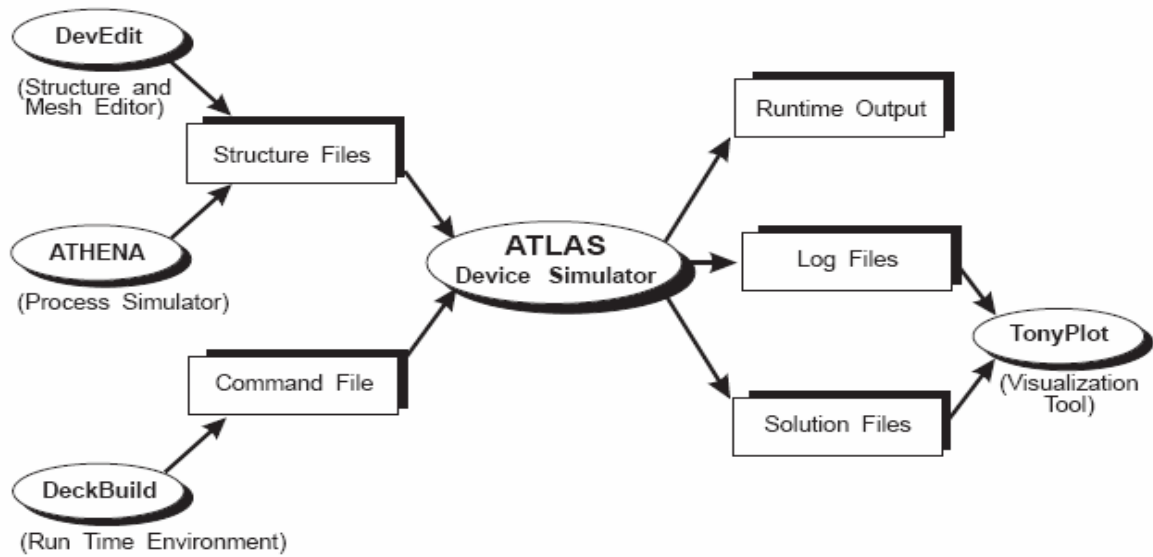 DevEdit
(Structure and
Mesh Editor)
Structure Files
ATHENA
(Process Simulator)
Command File
DeckBuild
(Run Time Environment)
ATLAS
Device Simulator
Runtime Output
Log Files
Solution Files
TonyPlot
(Visualization
Tool)